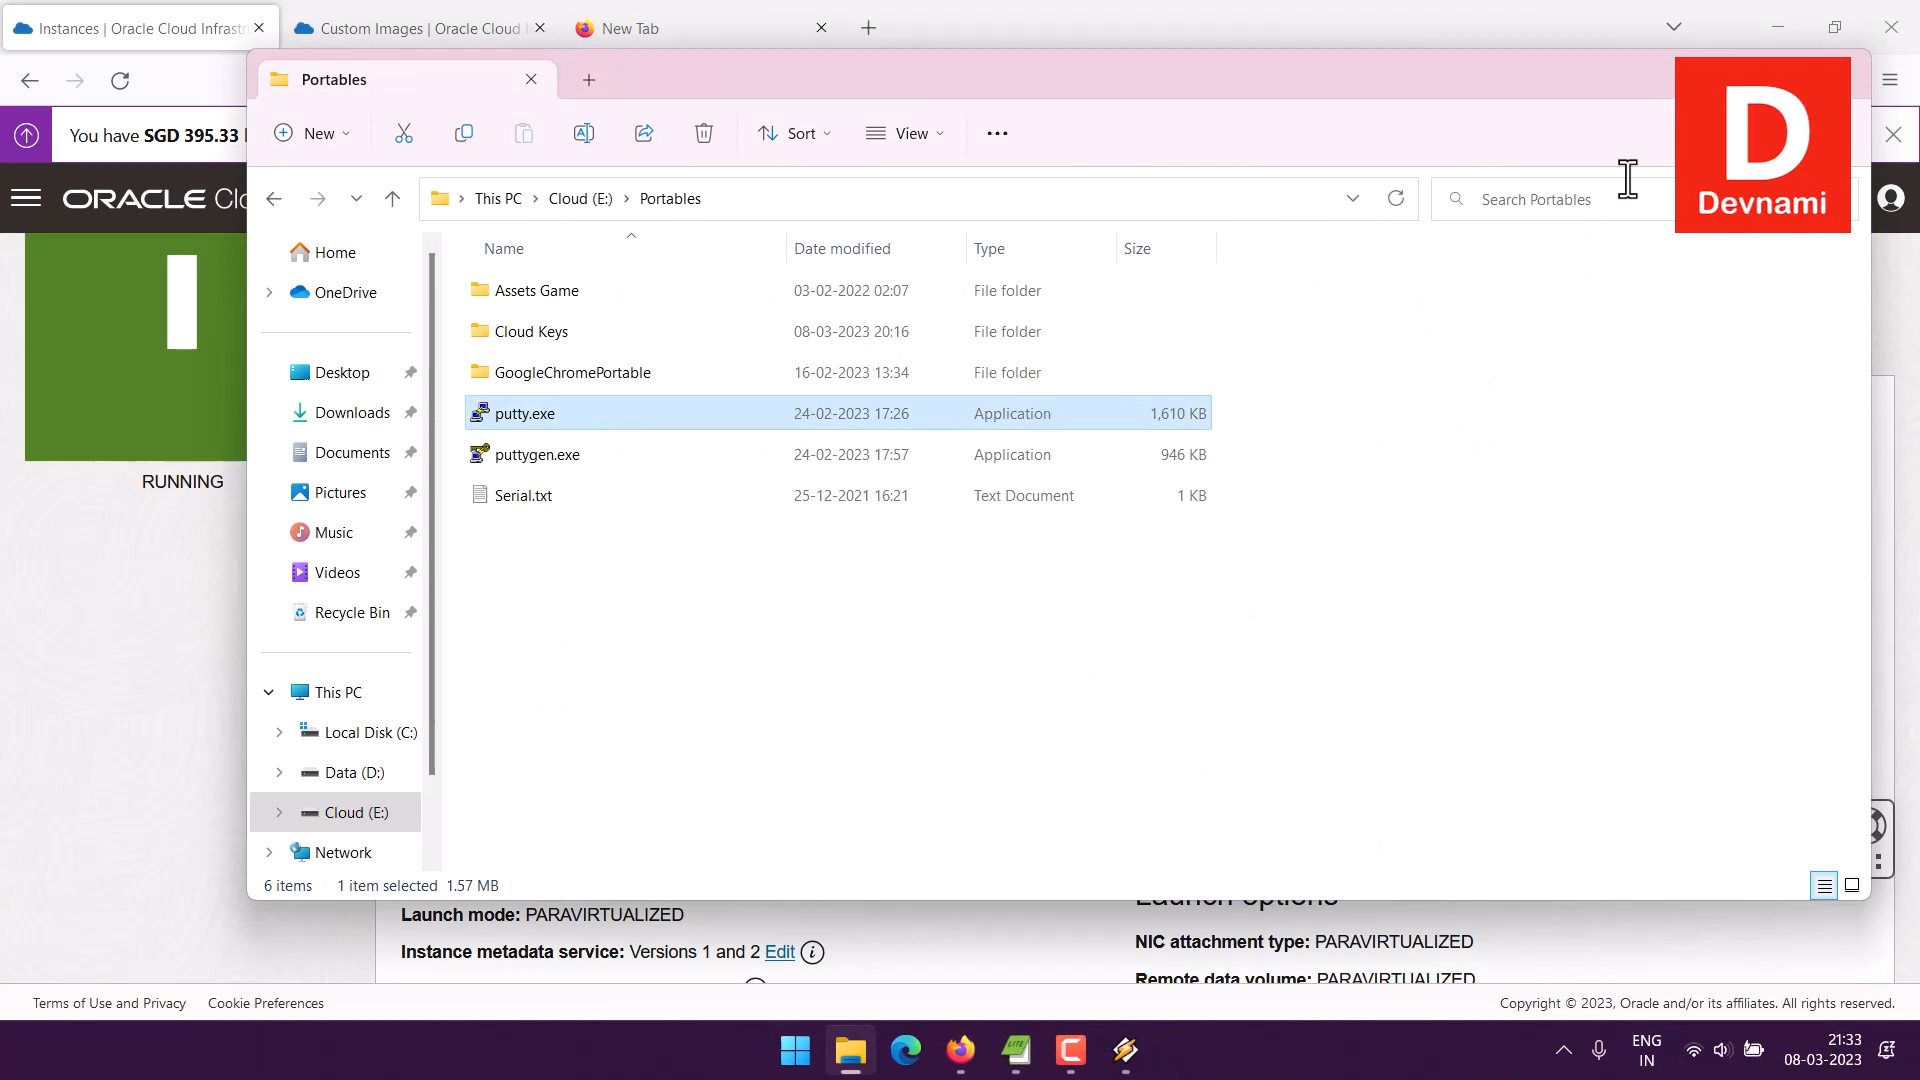 Instances | Oracle Cloud Infrastr
Custom Images | Oracle Cloud I
New Tab
Portables
You have SGD 395.33
New
Sort
View
D
Devnami
ORACLE Clo
This PC
Cloud (E:)
Portables
Search Portables
Name
Date modified
Type
Size
Home
OneDrive
Desktop
Downloads
Documents
Pictures
Music
Videos
Recycle Bin
This PC
Local Disk (C:)
Data (D:)
Cloud (E:)
Network
Assets Game 03-02-2022 02:07 File folder
Cloud Keys 08-03-2023 20:16 File folder
GoogleChromePortable 16-02-2023 13:34 File folder
putty.exe 24-02-2023 17:26 Application 1,610 KB
puttygen.exe 24-02-2023 17:57 Application 946 KB
Serial.txt 25-12-2021 16:21 Text Document 1 KB
I
RUNNING
6 items 1 item selected 1.57 MB
Launch options
Launch mode: PARAVIRTUALIZED
Instance metadata service: Versions 1 and 2 Edit
NIC attachment type: PARAVIRTUALIZED
Remote data volume: PARAVIRTUALIZED
Terms of Use and Privacy
Cookie Preferences
Copyright © 2023, Oracle and/or its affiliates. All rights reserved.
LITE
C
ENG
IN
21:33
08-03-2023